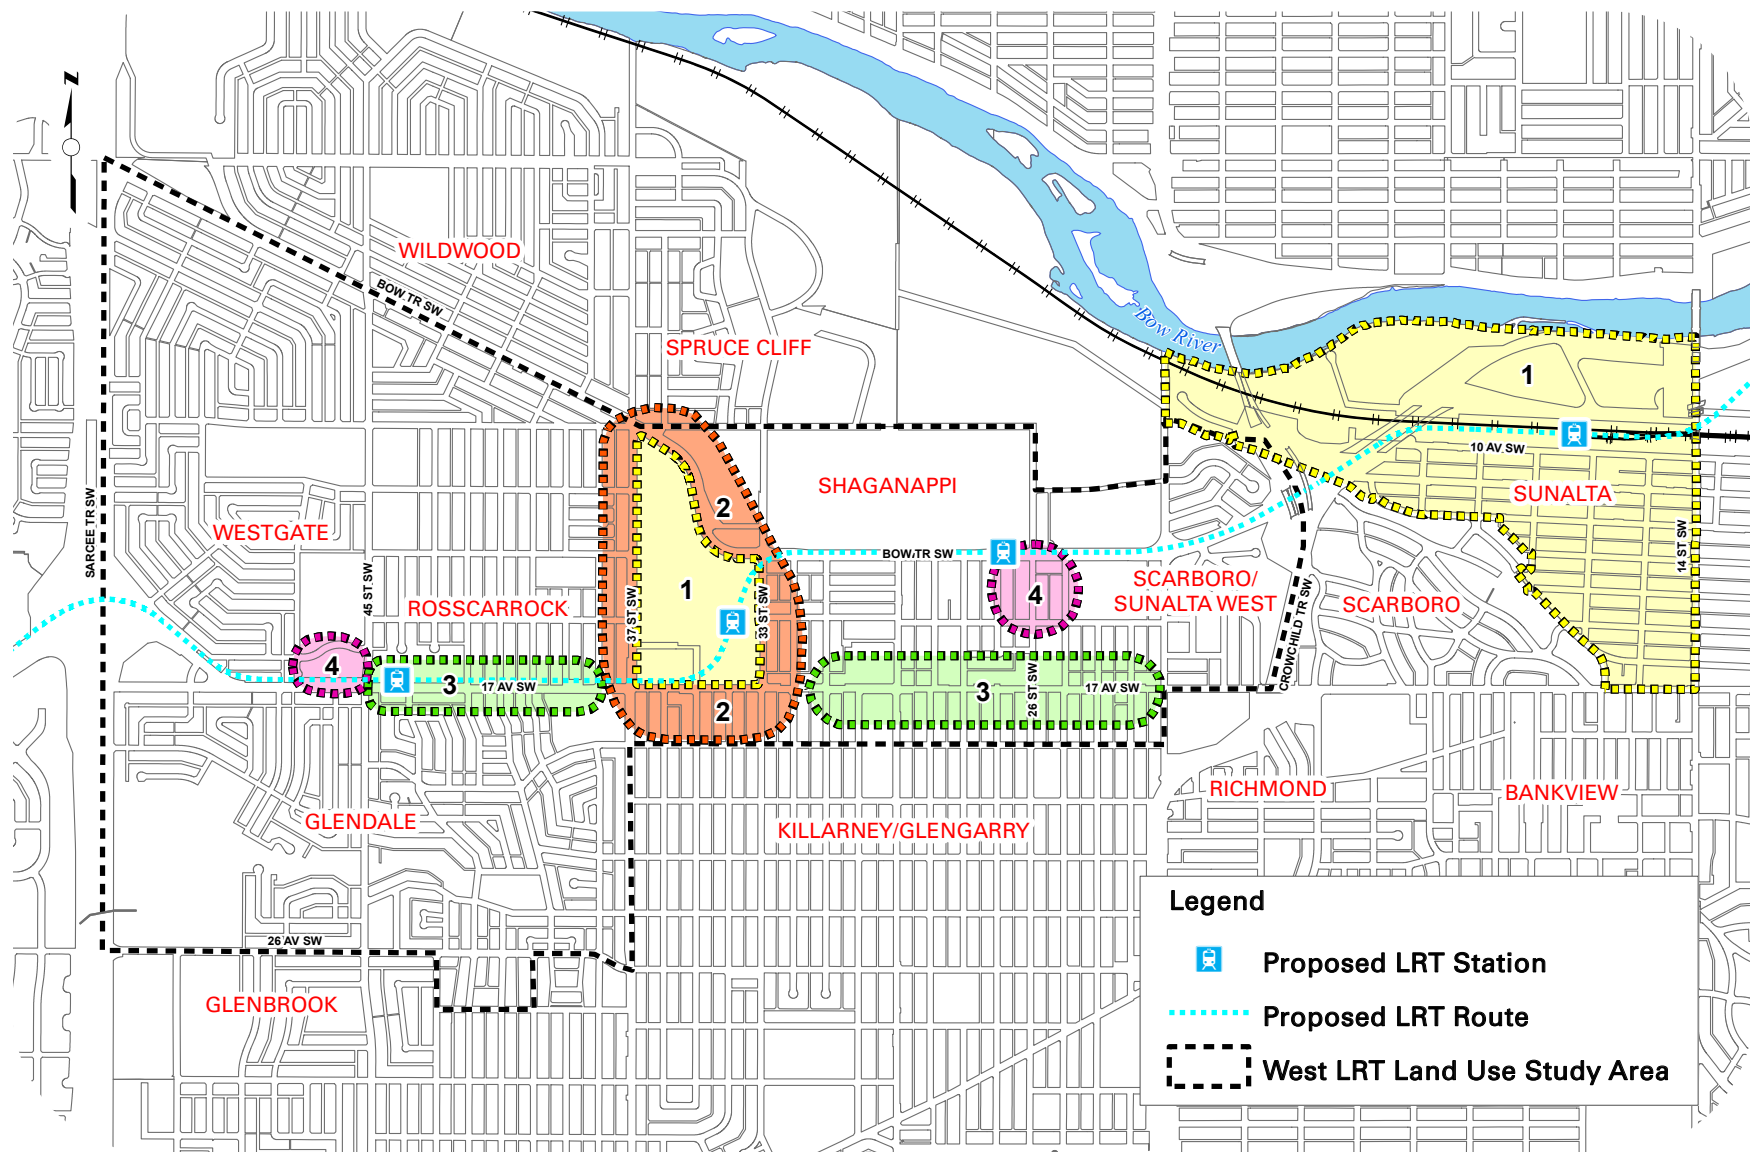 Z
WILDWOOD
BOW TR SW
Bow River
SPRUCE CLIFF
1
10 AV SW
SUNALTA
SHAGANAPPI
2
SARCEE TR SW
WESTGATE
14 ST SW
BOW TR SW
45 ST SW
ROSSCARROCK
37 ST SW
1
33 ST SW
4
SCARBORO/
SUNALTA WEST
SCARBORO
CROWCHILD TR SW
4
3
17 AV SW
2
3
26 ST SW
17 AV SW
RICHMOND
BANKVIEW
GLENDALE
KILLARNEY/GLENGARRY
26 AV SW
GLENBROOK
Legend
Proposed LRT Station
Proposed LRT Route
West LRT Land Use Study Area